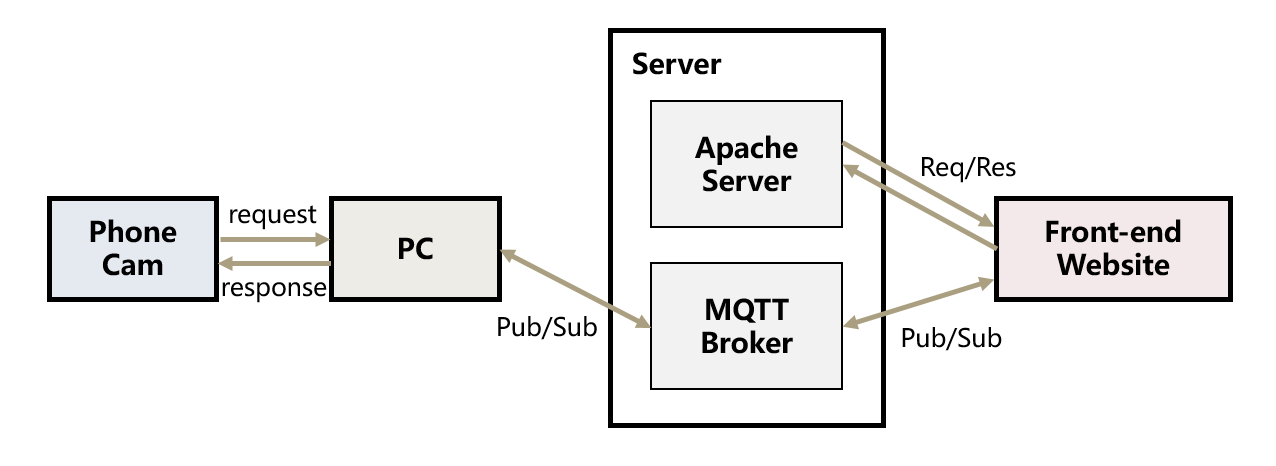 Server
Apache
Server
Req/Res
Phone
Cam
request
response
PC
Pub/Sub
MQTT
Broker
Pub/Sub
Front-end
Website